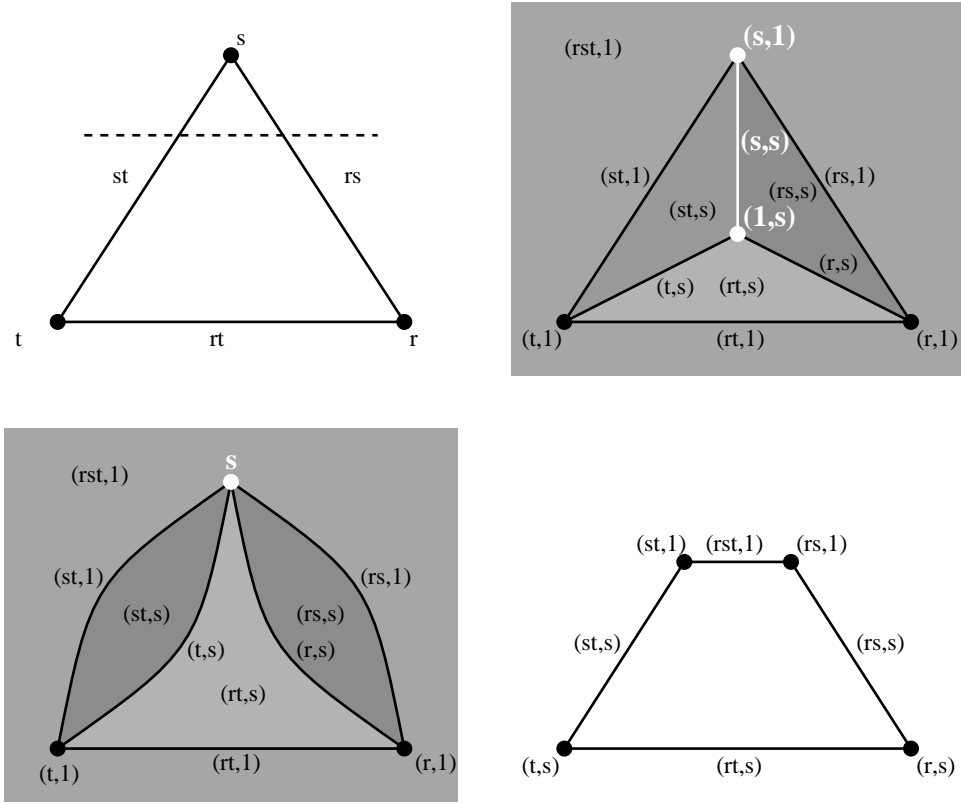 s
st
rs
t
rt
r
(rst,1)
(s,1)
(s,s)
(st,1)
(rs,1)
(rs,s)
(st,s)
(1,s)
(r,s)
(t,s)
(rt,s)
(t,1)
(rt,1)
(r,1)
(rst,1)
s
(st,1)
(rs,1)
(st,s)
(rs,s)
(t,s)
(r,s)
(rt,s)
(t,1)
(rt,1)
(r,1)
(st,1)
(rst,1)
(rs,1)
(st,s)
(rs,s)
(t,s)
(rt,s)
(r,s)